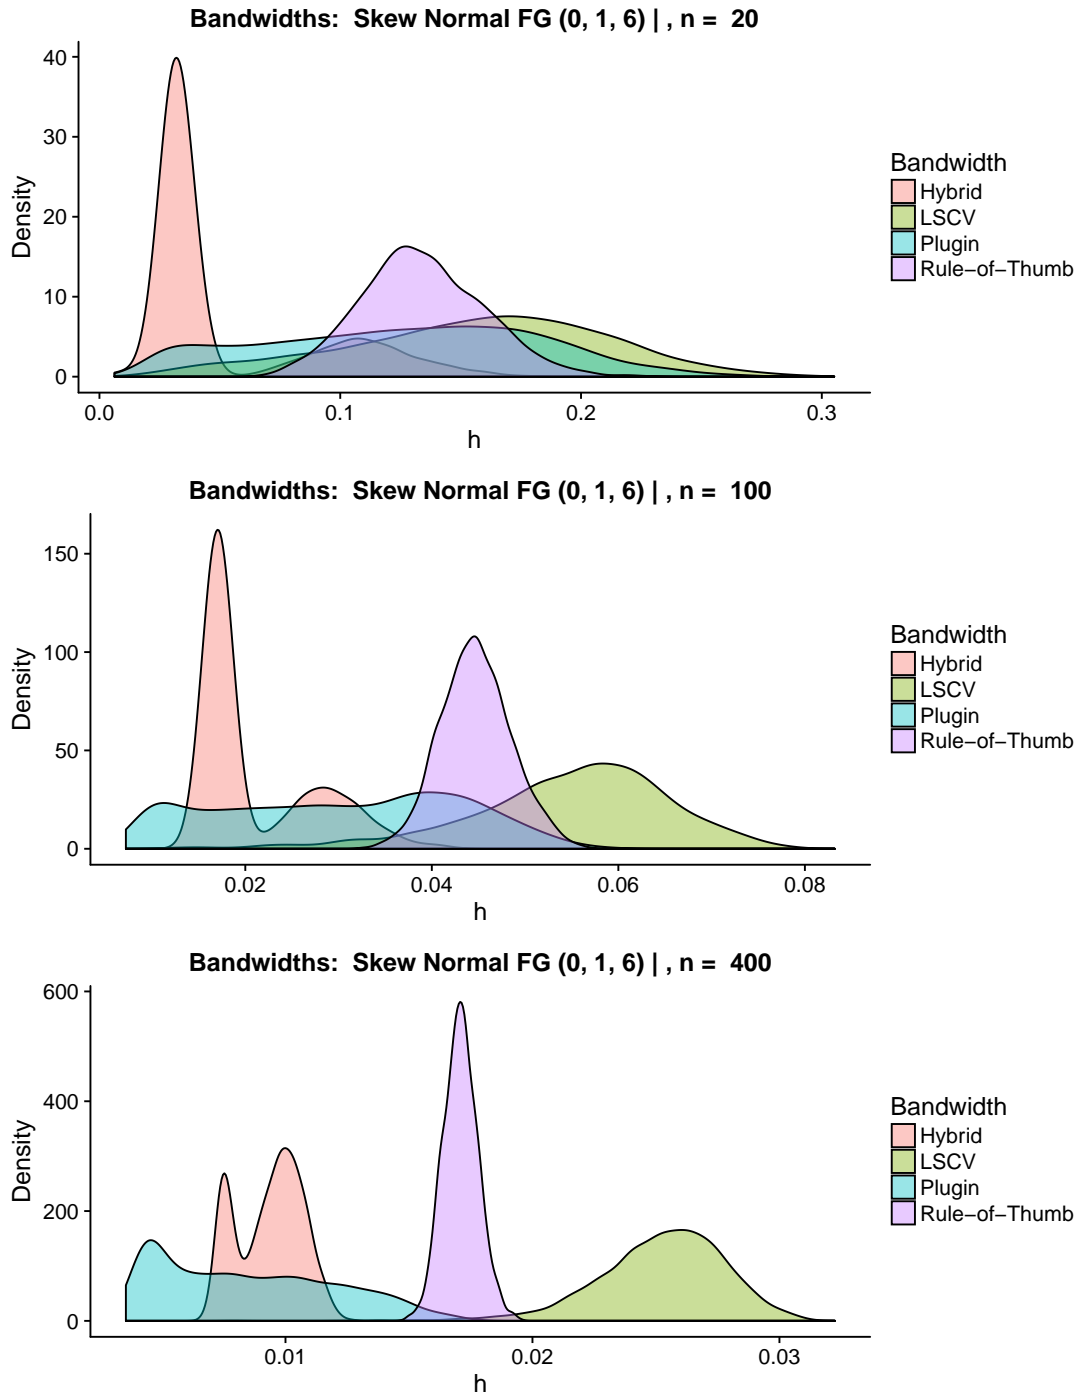 Bandwidths:  Skew Normal FG (0, 1, 6) | , n =  20
40
30
20
10
0
Density
0.0 0.1 0.2 0.3
h
Bandwidth
Hybrid
LSCV
Plugin
Rule−of−Thumb
Bandwidths:  Skew Normal FG (0, 1, 6) | , n =  100
150
100
50
0
Density
0.02 0.04 0.06 0.08
h
Bandwidth
Hybrid
LSCV
Plugin
Rule−of−Thumb
Bandwidths:  Skew Normal FG (0, 1, 6) | , n =  400
600
400
200
0
Density
0.01 0.02 0.03
h
Bandwidth
Hybrid
LSCV
Plugin
Rule−of−Thumb